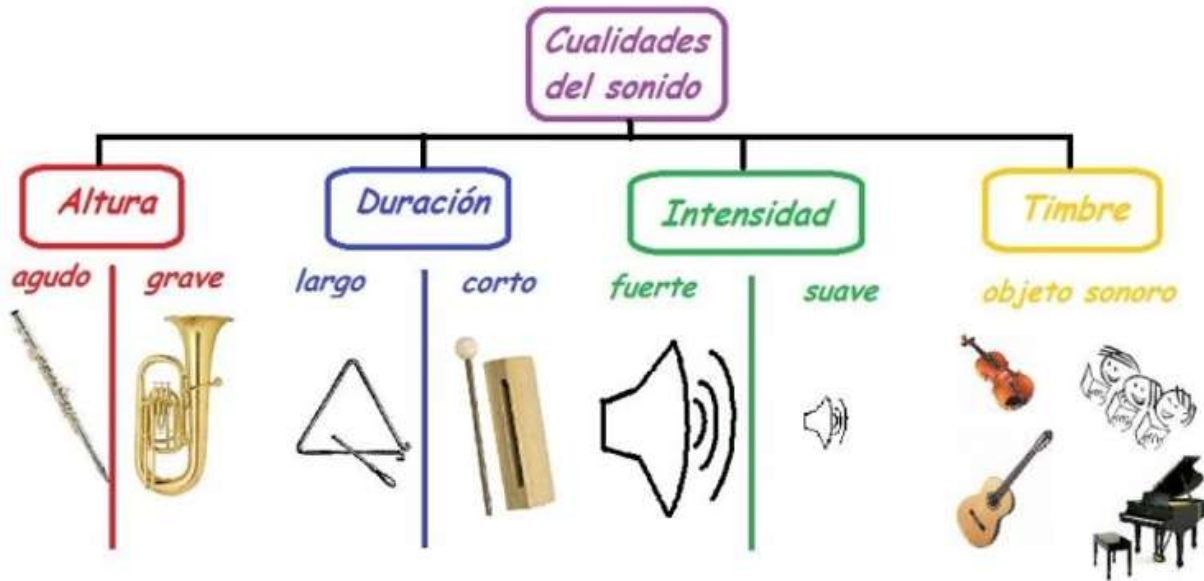 Cualidades
del sonido
Altura
Duración
Intensidad
Timbre
agudo
grave
largo
corto
fuerte
suave
objeto sonoro